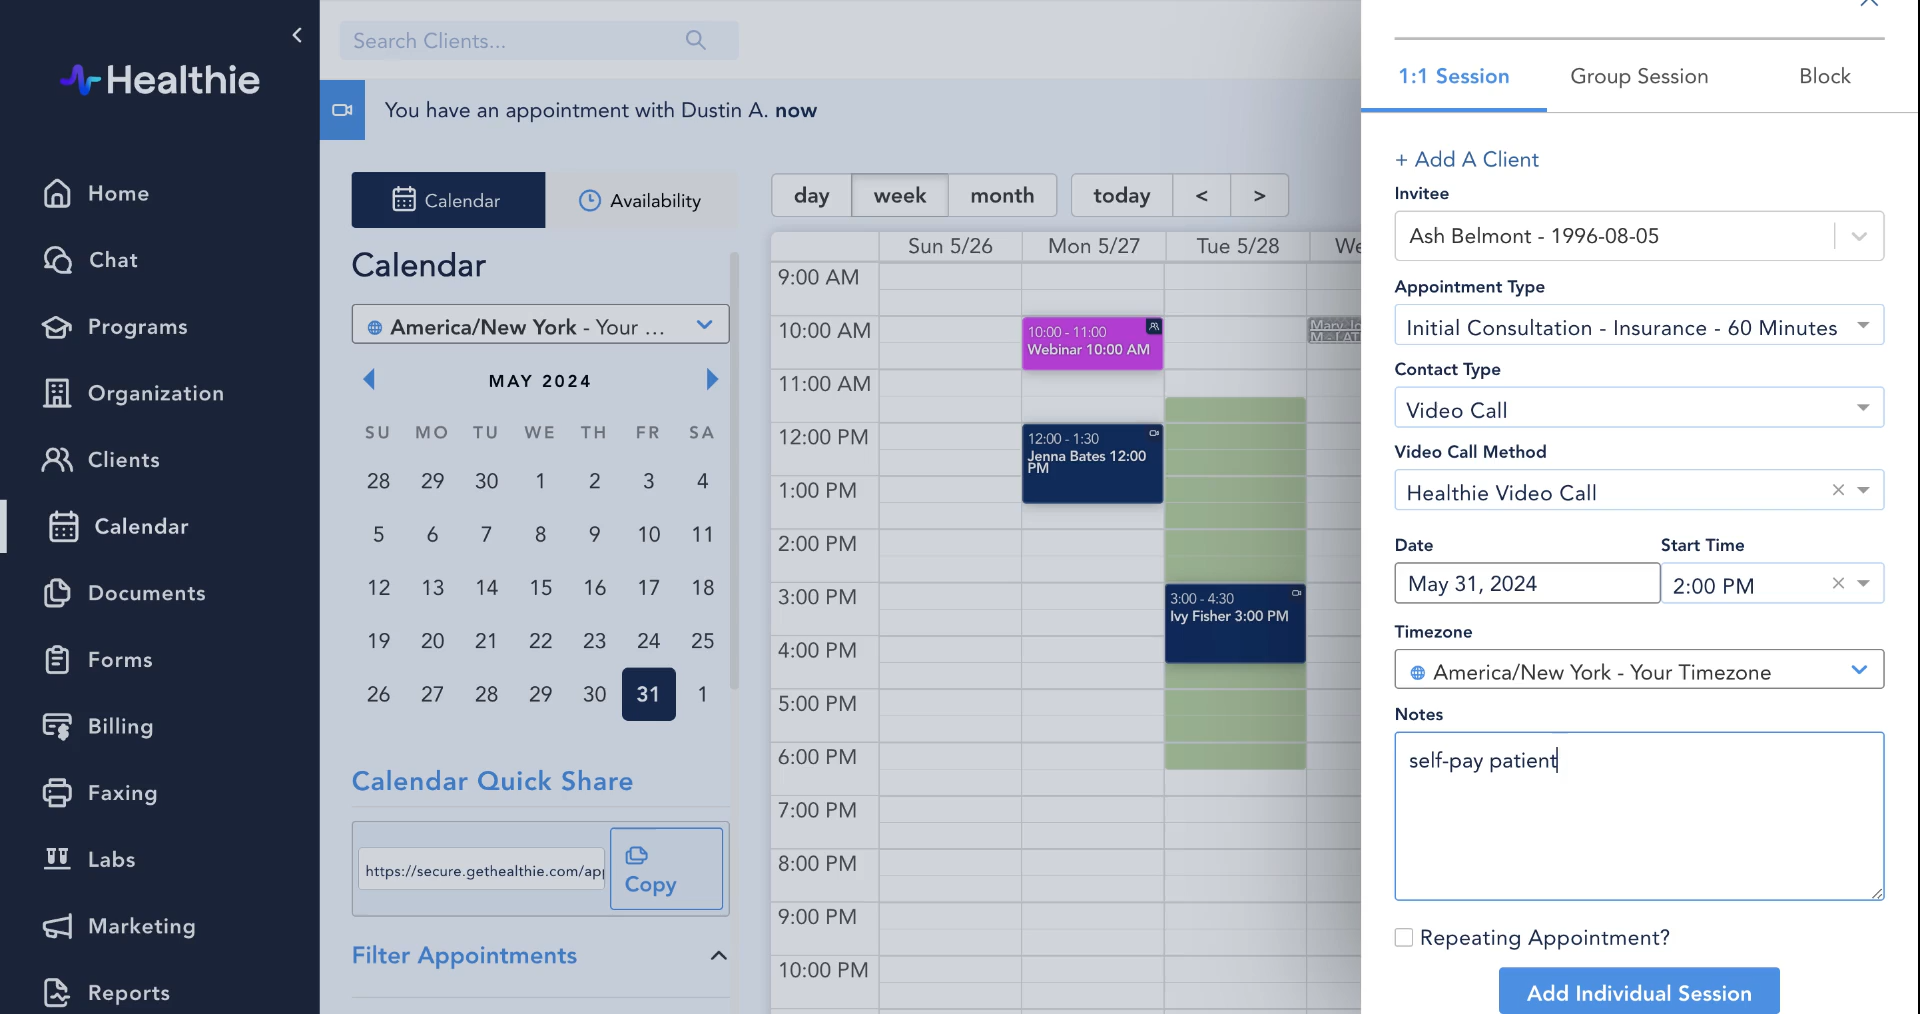 Healthie
Home
Chat
Programs
Organization
Clients
Calendar
Documents
Forms
Billing
Faxing
Labs
Marketing
Reports
Search Clients...
You have an appointment with Dustin A. now
Calendar
Availability
Calendar
America/New York - Your ...
MAY 2024
SU MO TU WE TH FR SA
28 29 30 1 2 3 4
5 6 7 8 9 10 11
12 13 14 15 16 17 18
19 20 21 22 23 24 25
26 27 28 29 30 31 1
Calendar Quick Share
https://secure.gethealthie.com/app
Copy
Filter Appointments
day week month today < >
Sun 5/26 Mon 5/27 Tue 5/28 We
9:00 AM
10:00 AM
11:00 AM
12:00 PM
1:00 PM
2:00 PM
3:00 PM
4:00 PM
5:00 PM
6:00 PM
7:00 PM
8:00 PM
9:00 PM
10:00 PM
10:00 - 11:00
Webinar 10:00 AM
12:00 - 1:30
Jenna Bates 12:00
PM
3:00 - 4:30
Ivy Fisher 3:00 PM
1:1 Session Group Session Block
+ Add A Client
Invitee
Ash Belmont - 1996-08-05
Appointment Type
Initial Consultation - Insurance - 60 Minutes
Contact Type
Video Call
Video Call Method
Healthie Video Call
Date Start Time
May 31, 2024 2:00 PM
Timezone
America/New York - Your Timezone
Notes
self-pay patient
Repeating Appointment?
Add Individual Session